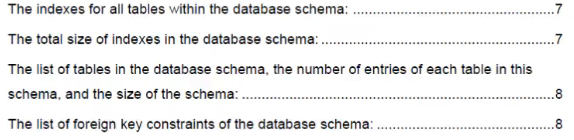 The indexes for all tables within the database schema: ..................................................7
The total size of indexes in the database schema: .........................................................7
The list of tables in the database schema, the number of entries of each table in this
schema, and the size of the schema: .............................................................................8
The list of foreign key constraints of the database schema: ............................................8